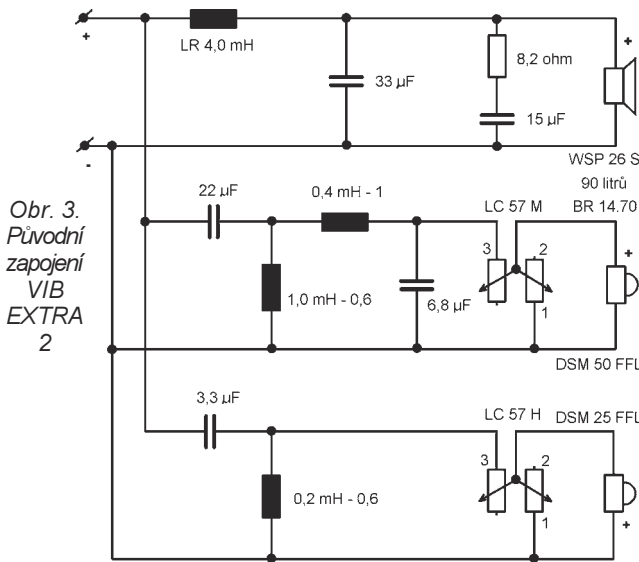 +
LR 4,0 mH
33 µF
8,2 ohm
15 µF
+
-
WSP 26 S
90 litrů
BR 14.70
Obr. 3.
Původní
zapojení
VIB
EXTRA
2
22 µF
0,4 mH - 1
LC 57 M
3
2
1
+
1,0 mH - 0,6
6,8 µF
DSM 50 FFL
3,3 µF
LC 57 H
DSM 25 FFL
3
2
1
0,2 mH - 0,6
+